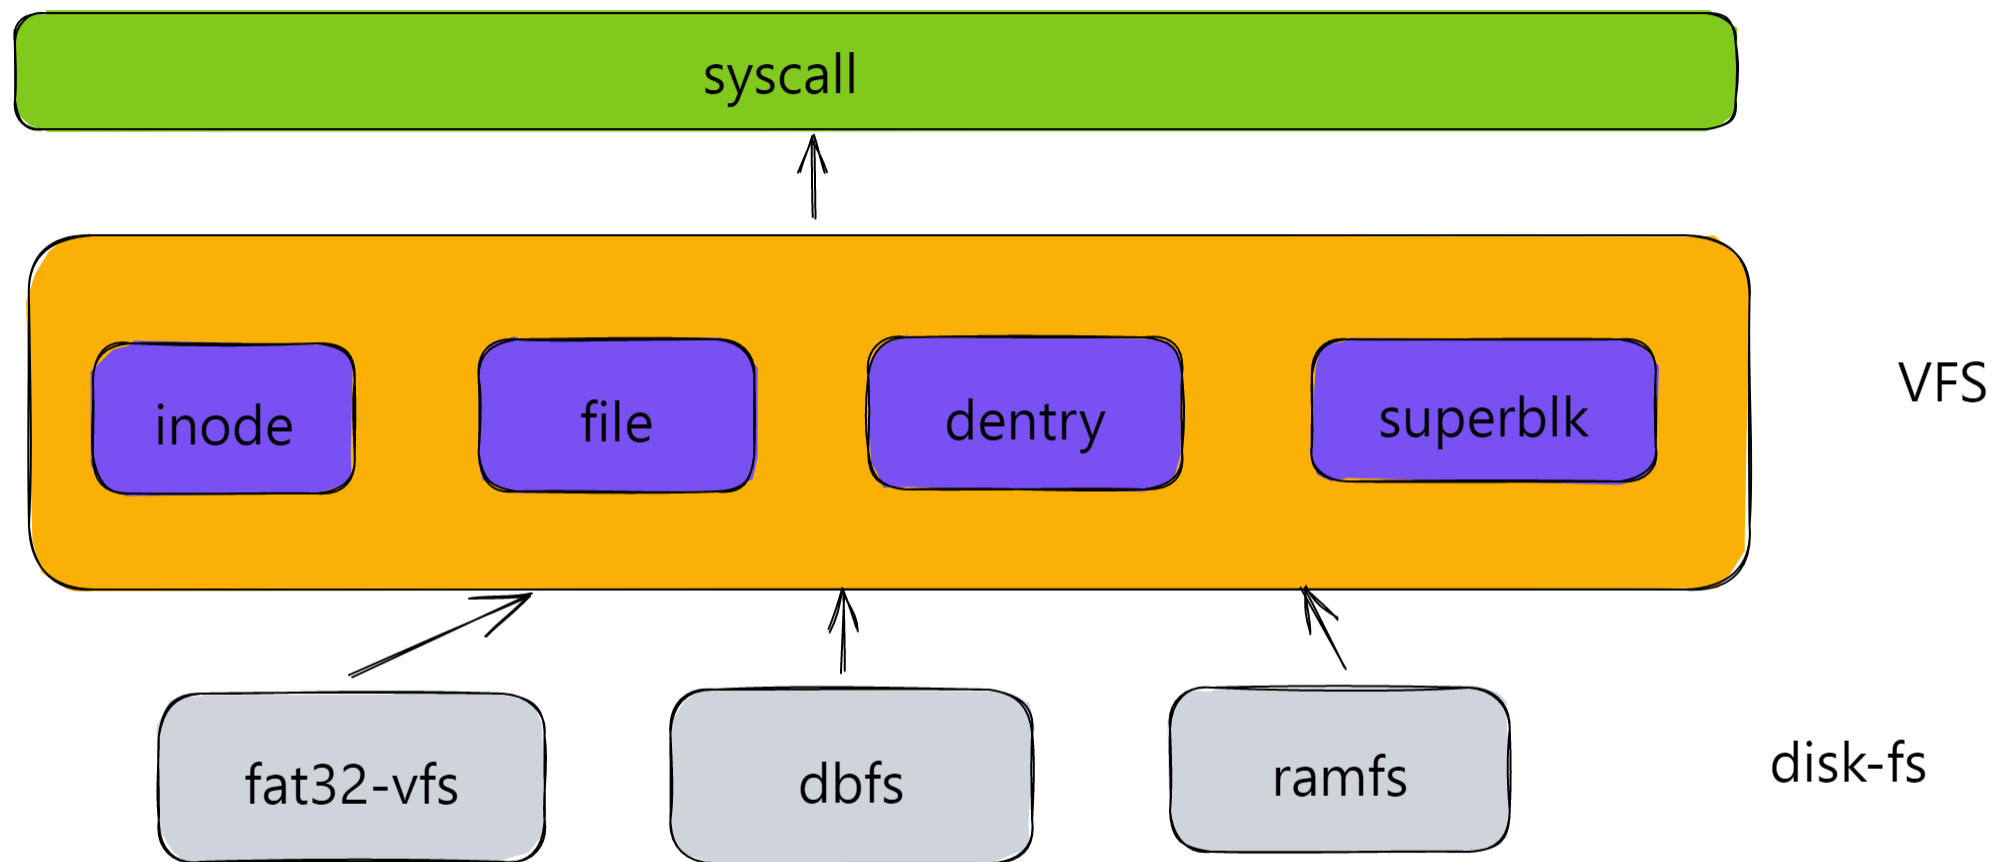 syscall
inode
file
dentry
superblk
VFS
fat32-vfs
dbfs
ramfs
disk-fs